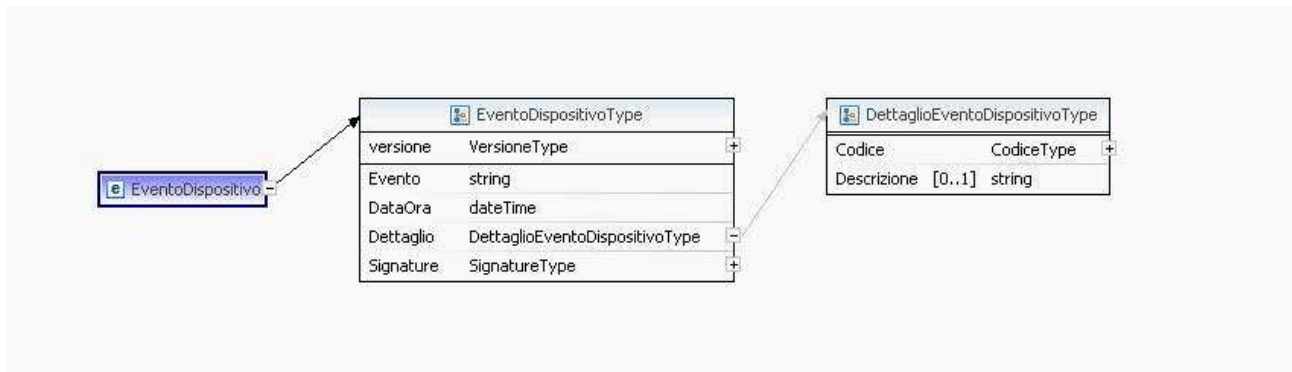 EventoDispositivo
EventoDispositivoType
versione VersioneType
Evento string
DataOra dateTime
Dettaglio DettaglioEventoDispositivoType
Signature SignatureType
DettaglioEventoDispositivoType
Codice CodiceType
Descrizione [0..1] string